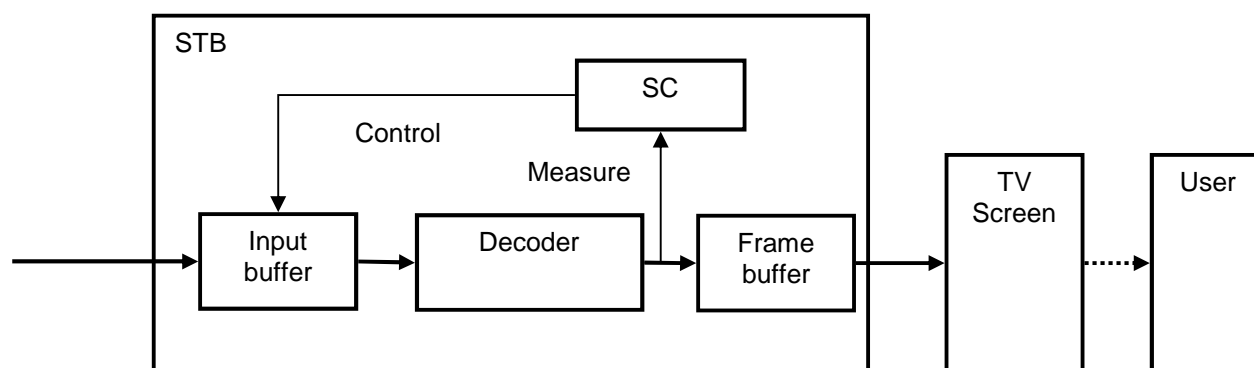 STB
SC
Control
Measure
TV
Screen
User
Input
buffer
Decoder
Frame
buffer